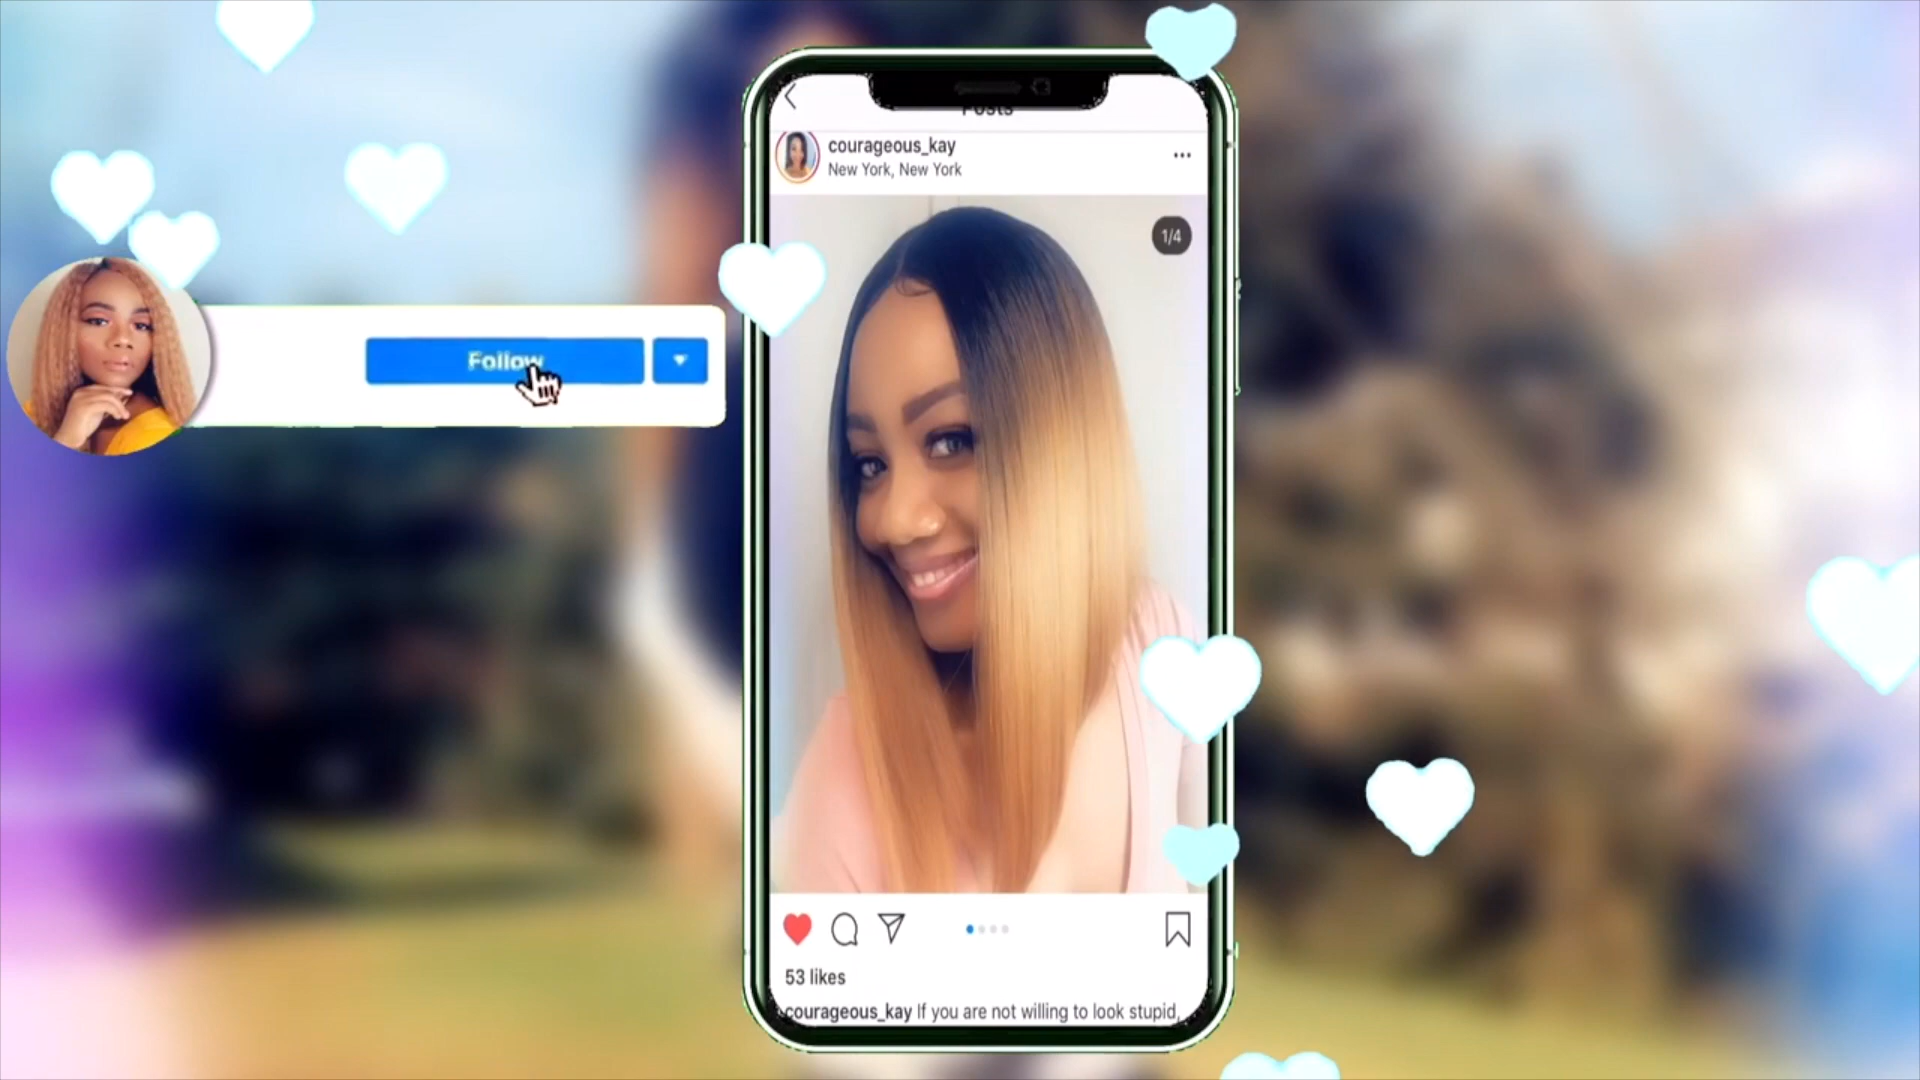 Posts
courageous_kay
New York, New York
1/4
Follow
53 likes
courageous_kay If you are not willing to look stupid,